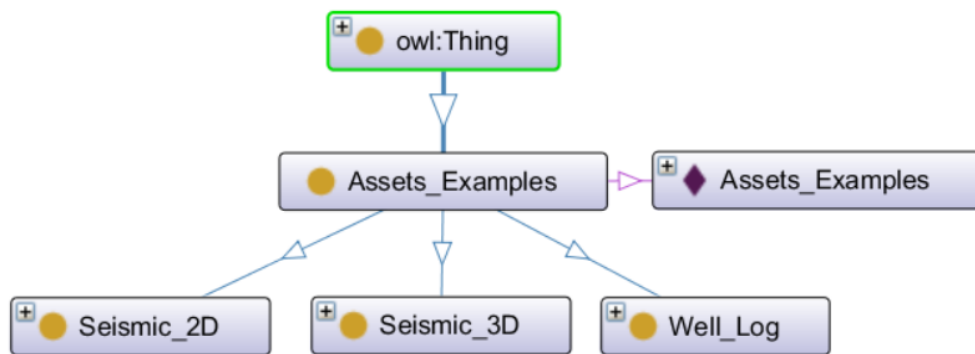 owl:Thing
Assets_Examples
Assets_Examples
Seismic_2D
Seismic_3D
Well_Log